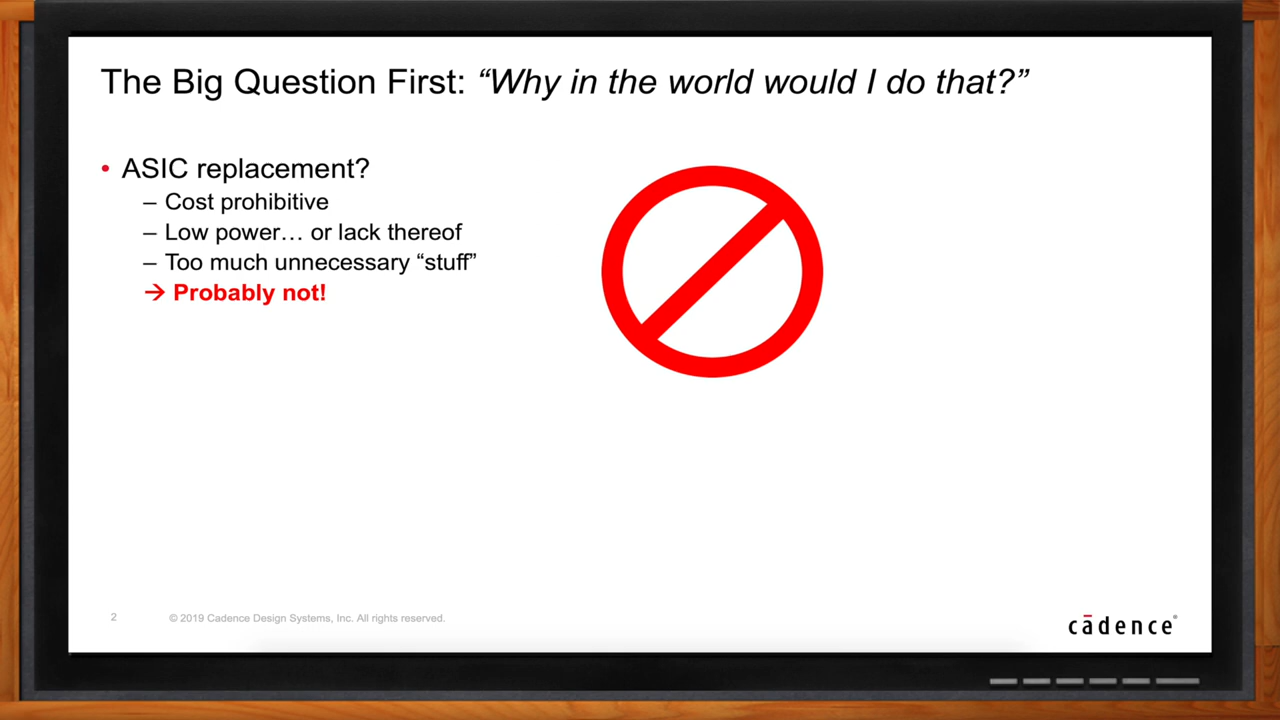 The Big Question First: “Why in the world would I do that?”
• ASIC replacement?
– Cost prohibitive
– Low power… or lack thereof
– Too much unnecessary “stuff”
→ Probably not!
2 © 2019 Cadence Design Systems, Inc. All rights reserved.
cādence®